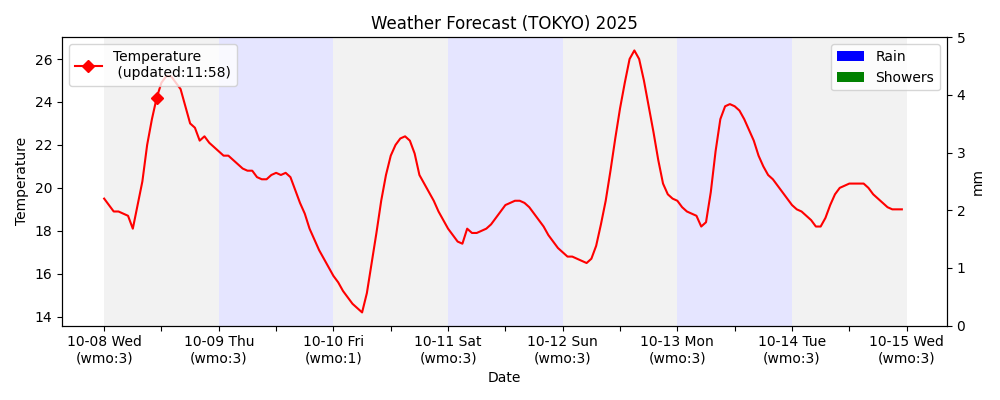 Weather Forecast (TOKYO) 2025
Temperature
 (updated:11:58)
Rain
Showers
26
24
22
20
18
16
14
Temperature
5
4
3
2
1
0
mm
10-08 Wed
(wmo:3)
10-09 Thu
(wmo:3)
10-10 Fri
(wmo:1)
10-11 Sat
(wmo:3)
10-12 Sun
(wmo:3)
10-13 Mon
(wmo:3)
10-14 Tue
(wmo:3)
10-15 Wed
(wmo:3)
Date